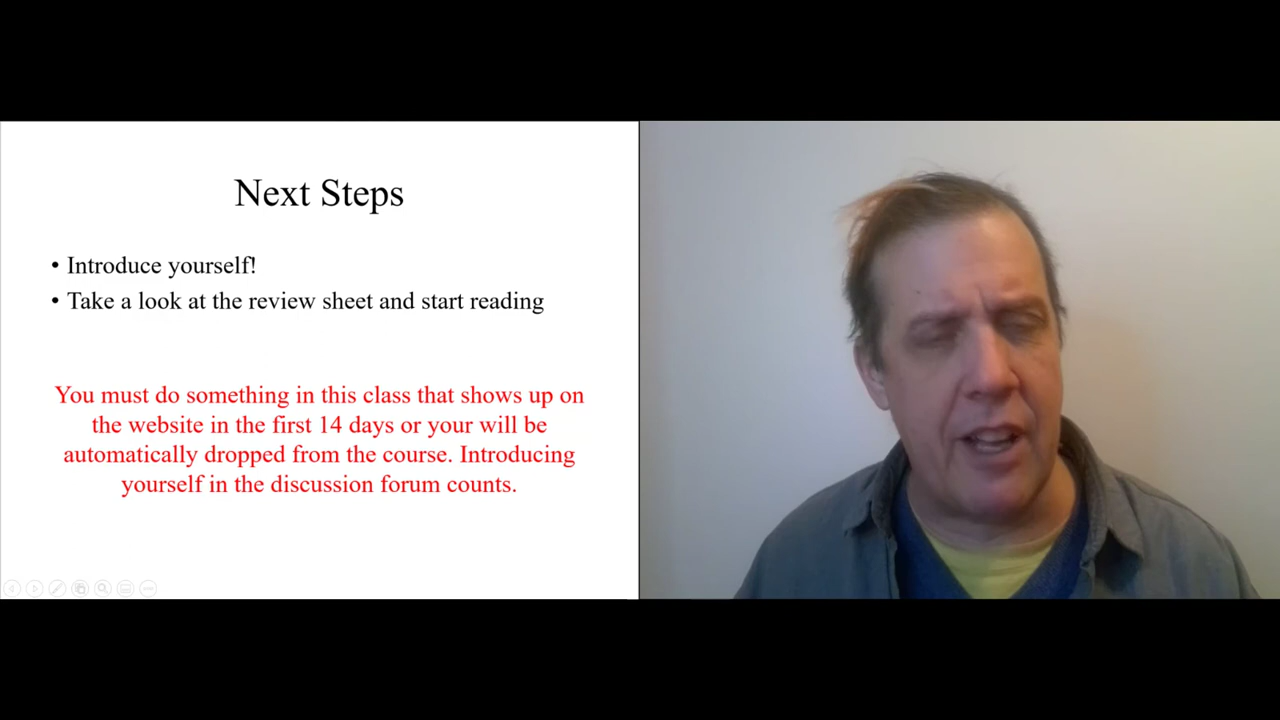 Next Steps
• Introduce yourself!
• Take a look at the review sheet and start reading
You must do something in this class that shows up on
the website in the first 14 days or your will be
automatically dropped from the course. Introducing
yourself in the discussion forum counts.